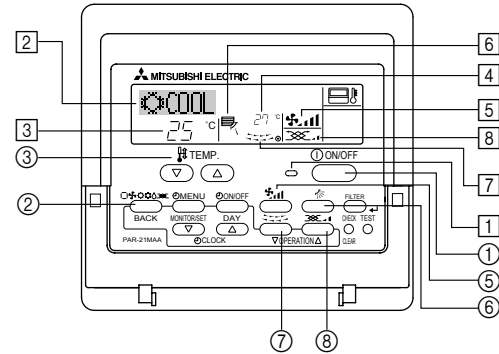 2 6
4
MITSUBISHI ELECTRIC
COOL 27 °C 5
3 25 °C 8
③ TEMP. ⏻ ON/OFF
7
② MENU ON/OFF FILTER
BACK MONITOR/SET DAY CHECK TEST 1
PAR-21MAA CLOCK ▽OPERATION△ CLEAR ①
⑤
⑥
⑦ ⑧